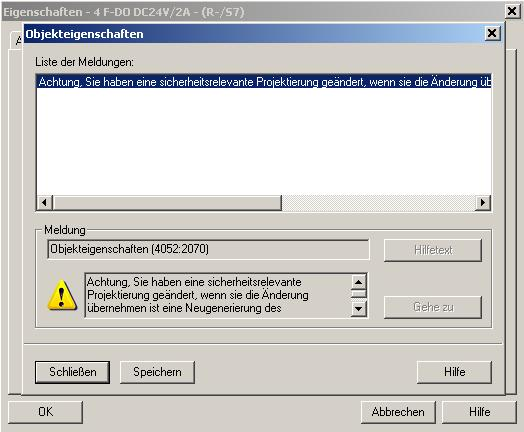 Eigenschaften - 4 F-DO DC24V/2A - (R-/S7)
Objekteigenschaften
Liste der Meldungen:
Achtung, Sie haben eine sicherheitsrelevante Projektierung geändert, wenn sie die Änderung üb
Meldung
Objekteigenschaften (4052:2070)
Hilfetext
Achtung, Sie haben eine sicherheitsrelevante
Projektierung geändert, wenn sie die Änderung
übernehmen ist eine Neugenerierung des
Gehe zu
Schließen
Speichern
Hilfe
OK
Abbrechen
Hilfe